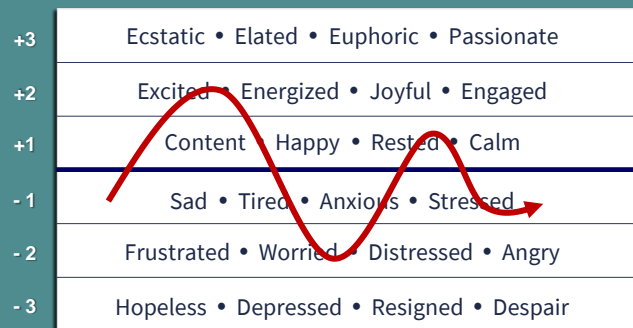 +3 Ecstatic • Elated • Euphoric • Passionate
+2 Excited • Energized • Joyful • Engaged
+1 Content • Happy • Rested • Calm
- 1 Sad • Tired • Anxious • Stressed
- 2 Frustrated • Worried • Distressed • Angry
- 3 Hopeless • Depressed • Resigned • Despair